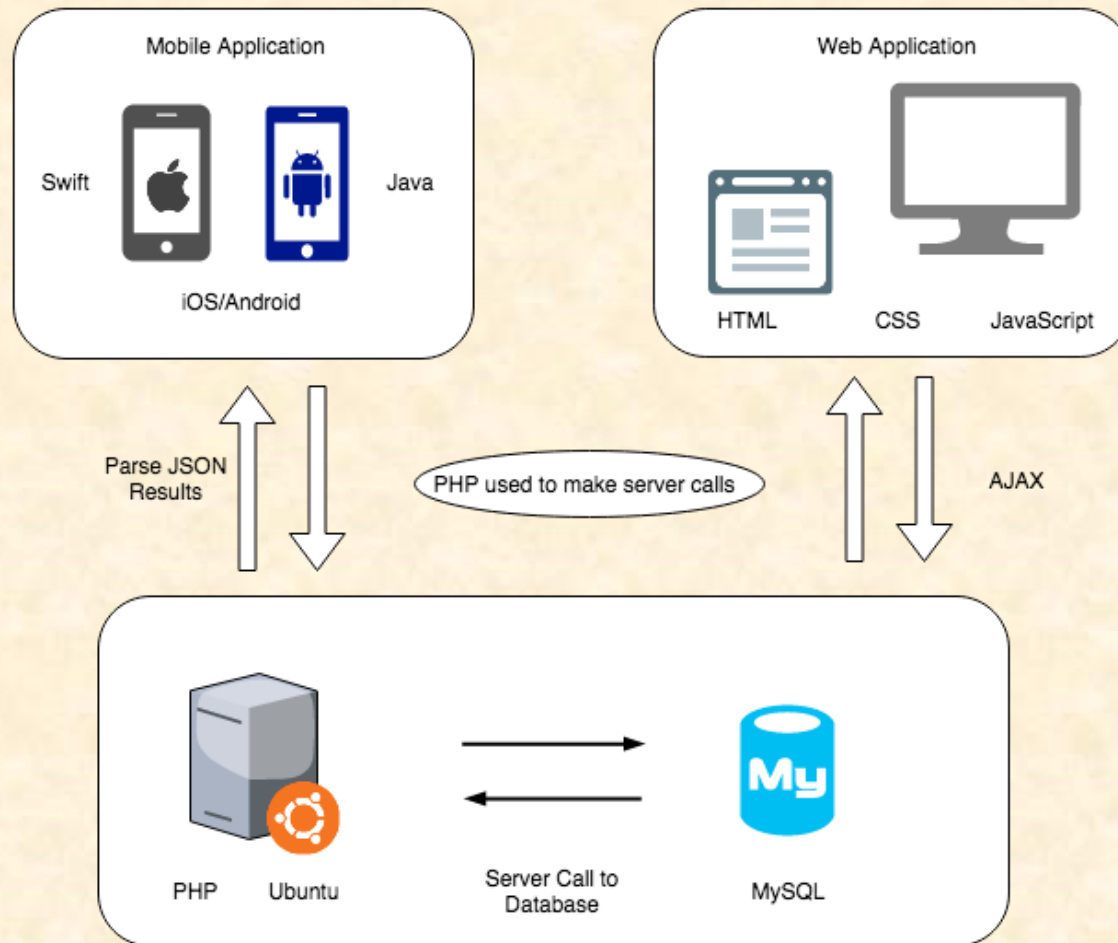 Mobile Application
Swift
Java
iOS/Android
Web Application
HTML
CSS
JavaScript
Parse JSON
Results
PHP used to make server calls
AJAX
My
PHP
Ubuntu
Server Call to
Database
MySQL